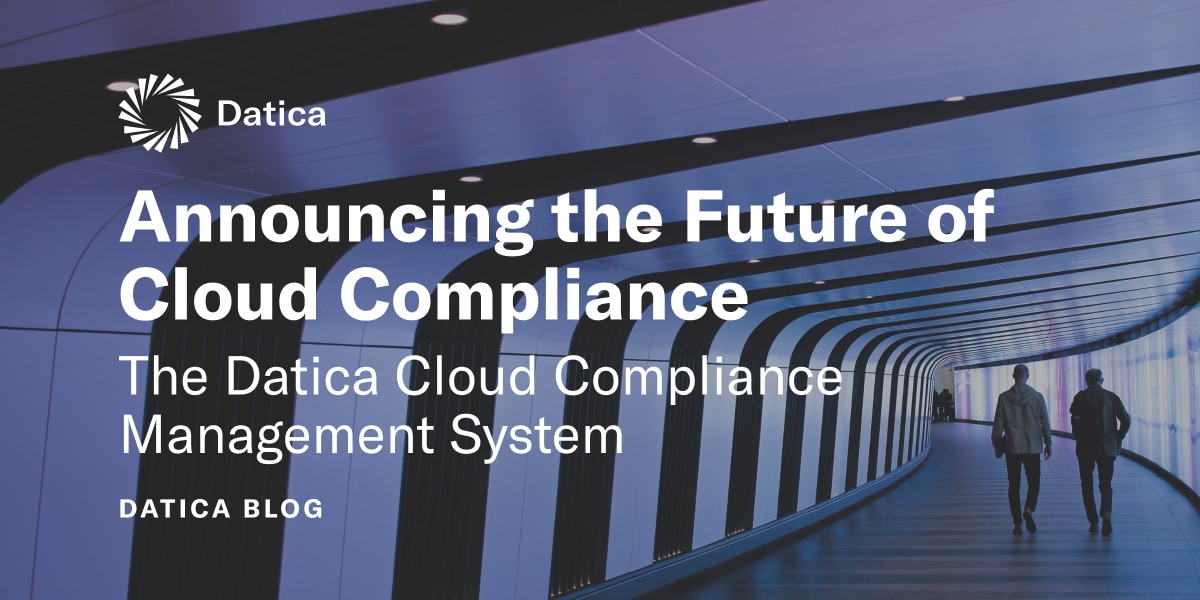 Datica
Announcing the Future of
Cloud Compliance
The Datica Cloud Compliance
Management System
DATICA BLOG